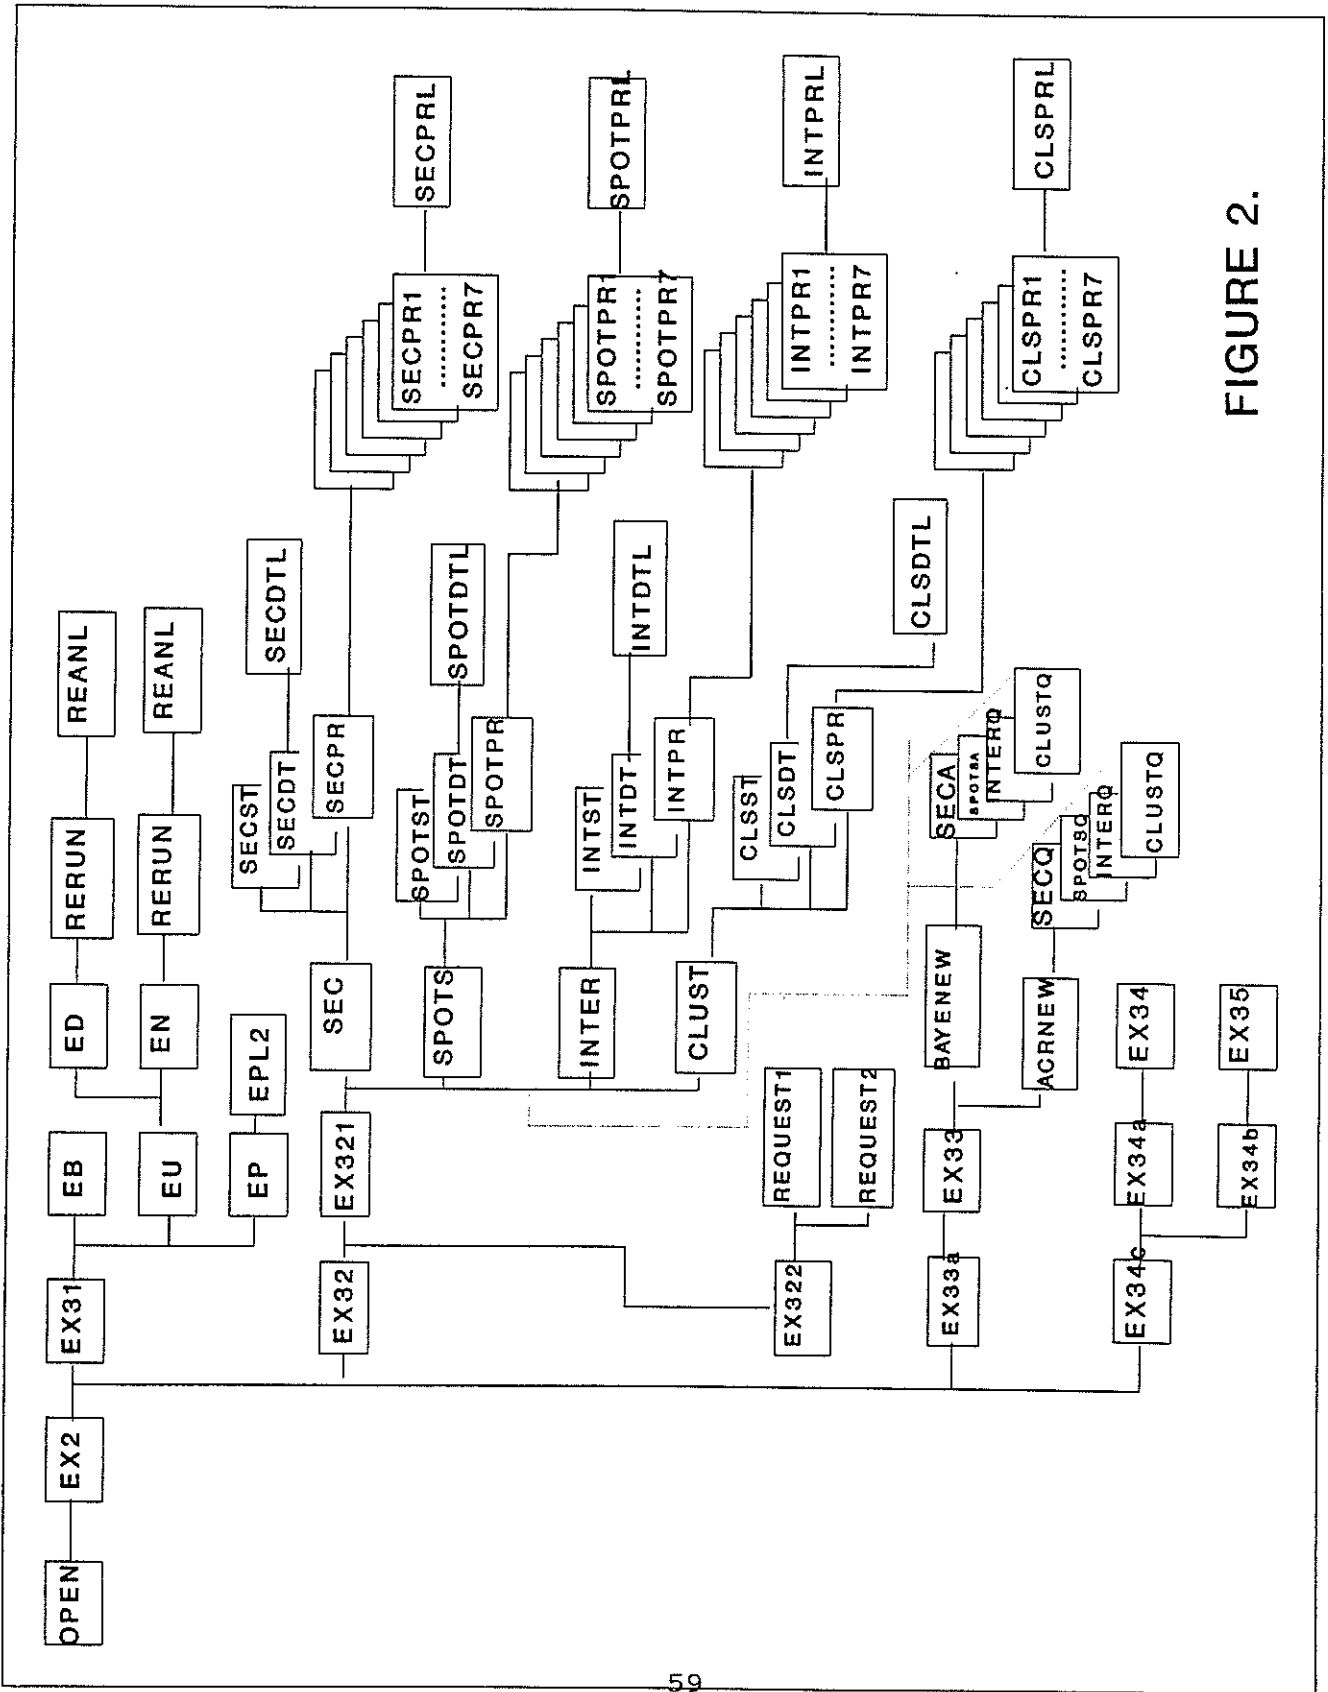 OPEN
EX2
EX31
EB
EU
EP
EPL2
ED
EN
RERUN
RERUN
REANL
REANL
EX32
EX321
SEC
SECST
SECDT
SECPR
SECDTL
SECPR1
.........
SECPR7
SECPRL
SPOTS
SPOTST
SPOTDT
SPOTPR
SPOTDTL
SPOTPR1
.........
SPOTPR7
SPOTPRL
INTER
INTST
INTDT
INTPR
INTDTL
INTPR1
.........
INTPR7
INTPRL
CLUST
CLSST
CLSDT
CLSPR
CLSDTL
CLSPR1
.........
CLSPR7
CLSPRL
EX322
REQUEST1
REQUEST2
EX33a
EX33
BAYENEW
SECA
SPOTSA
INTERQ
CLUSTQ
ACRNEW
SECQ
SPOTSQ
INTERQ
CLUSTQ
EX34c
EX34a
EX34
EX34b
EX35
FIGURE 2.
59